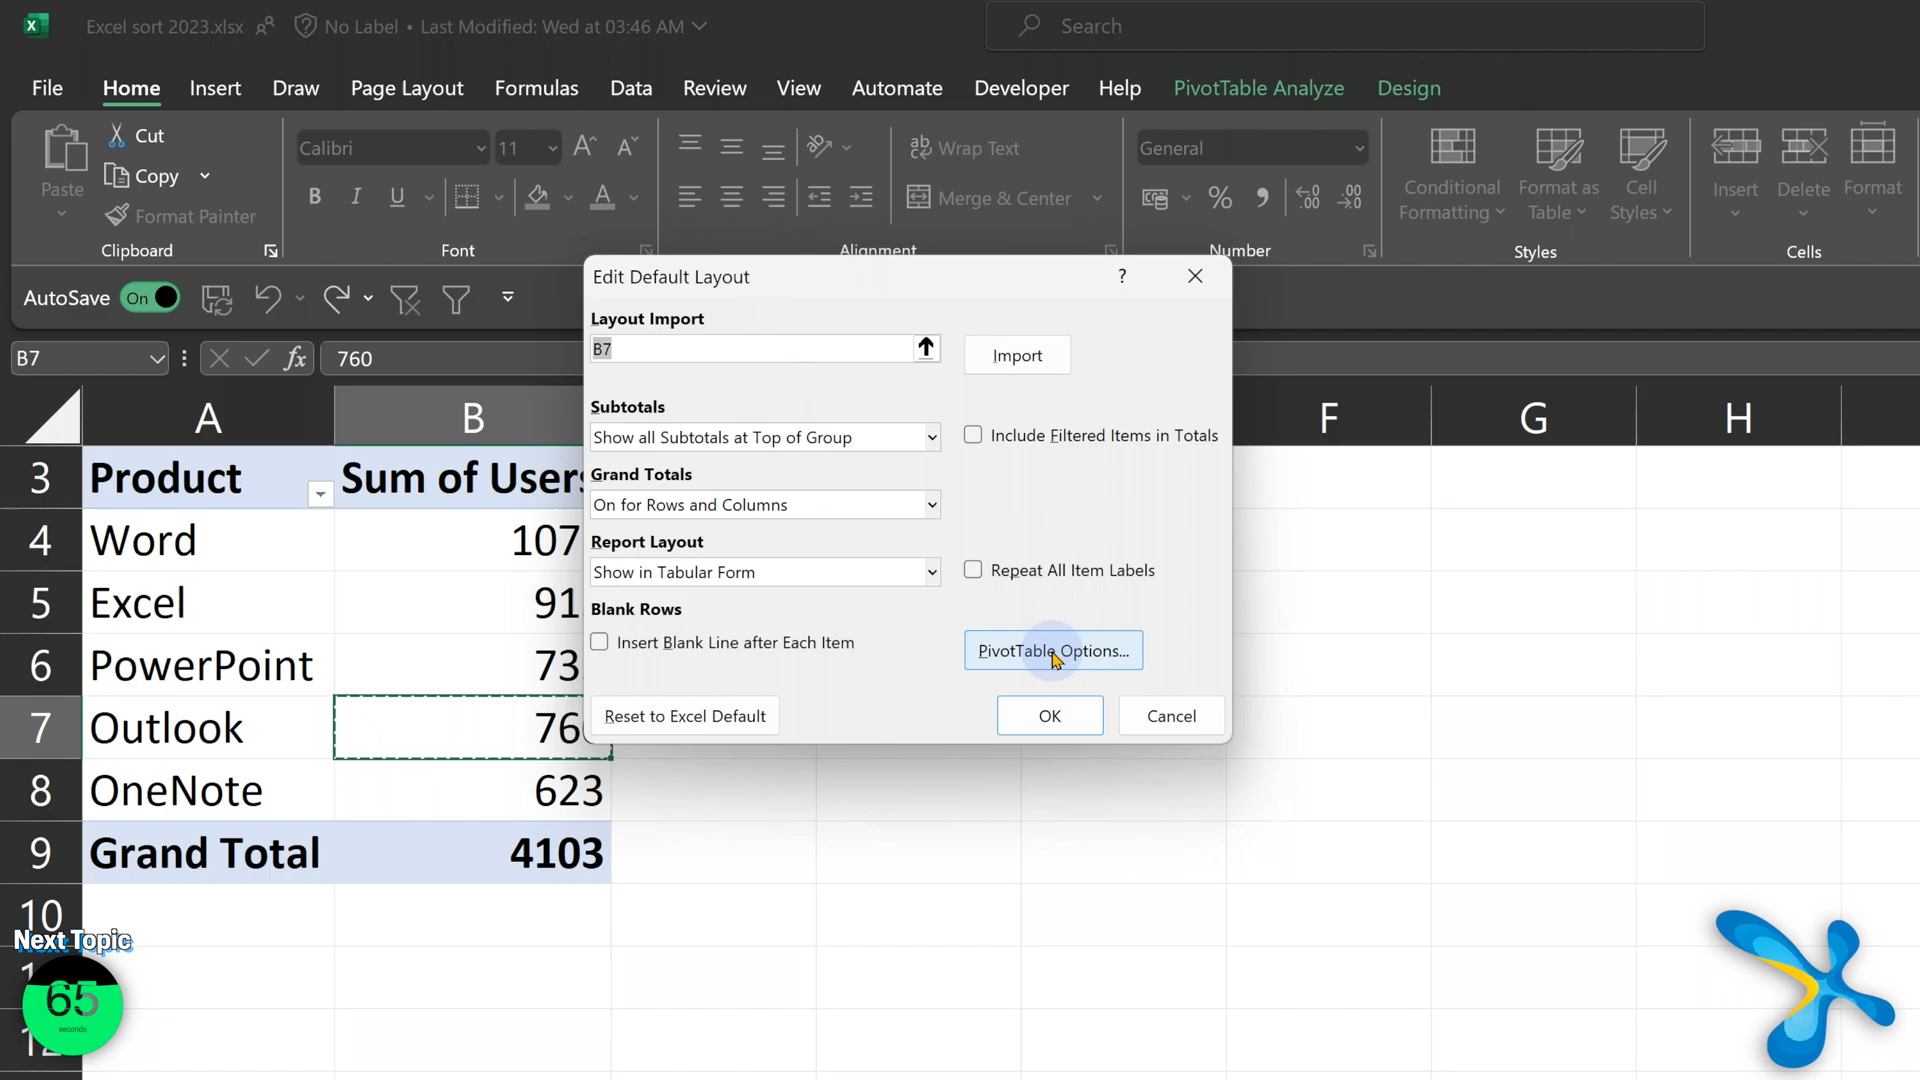 Excel sort 2023.xlsx No Label • Last Modified: Wed at 03:46 AM Search
File Home Insert Draw Page Layout Formulas Data Review View Automate Developer Help PivotTable Analyze Design
Paste
Cut
Copy
Format Painter
Clipboard
Calibri 11
B I U
Font
Wrap Text
Merge & Center
Alignment
General
Number
Conditional Formatting
Format as Table
Cell Styles
Styles
Insert Delete Format
Cells
AutoSave On
B7 fx 760
A B F G H
3 Product Sum of Users
4 Word 107
5 Excel 91
6 PowerPoint 73
7 Outlook 760
8 OneNote 623
9 Grand Total 4103
10
Edit Default Layout ?
Layout Import
B7 Import
Subtotals
Show all Subtotals at Top of Group Include Filtered Items in Totals
Grand Totals
On for Rows and Columns
Report Layout
Show in Tabular Form Repeat All Item Labels
Blank Rows
Insert Blank Line after Each Item PivotTable Options...
Reset to Excel Default OK Cancel
Next Topic
65
seconds